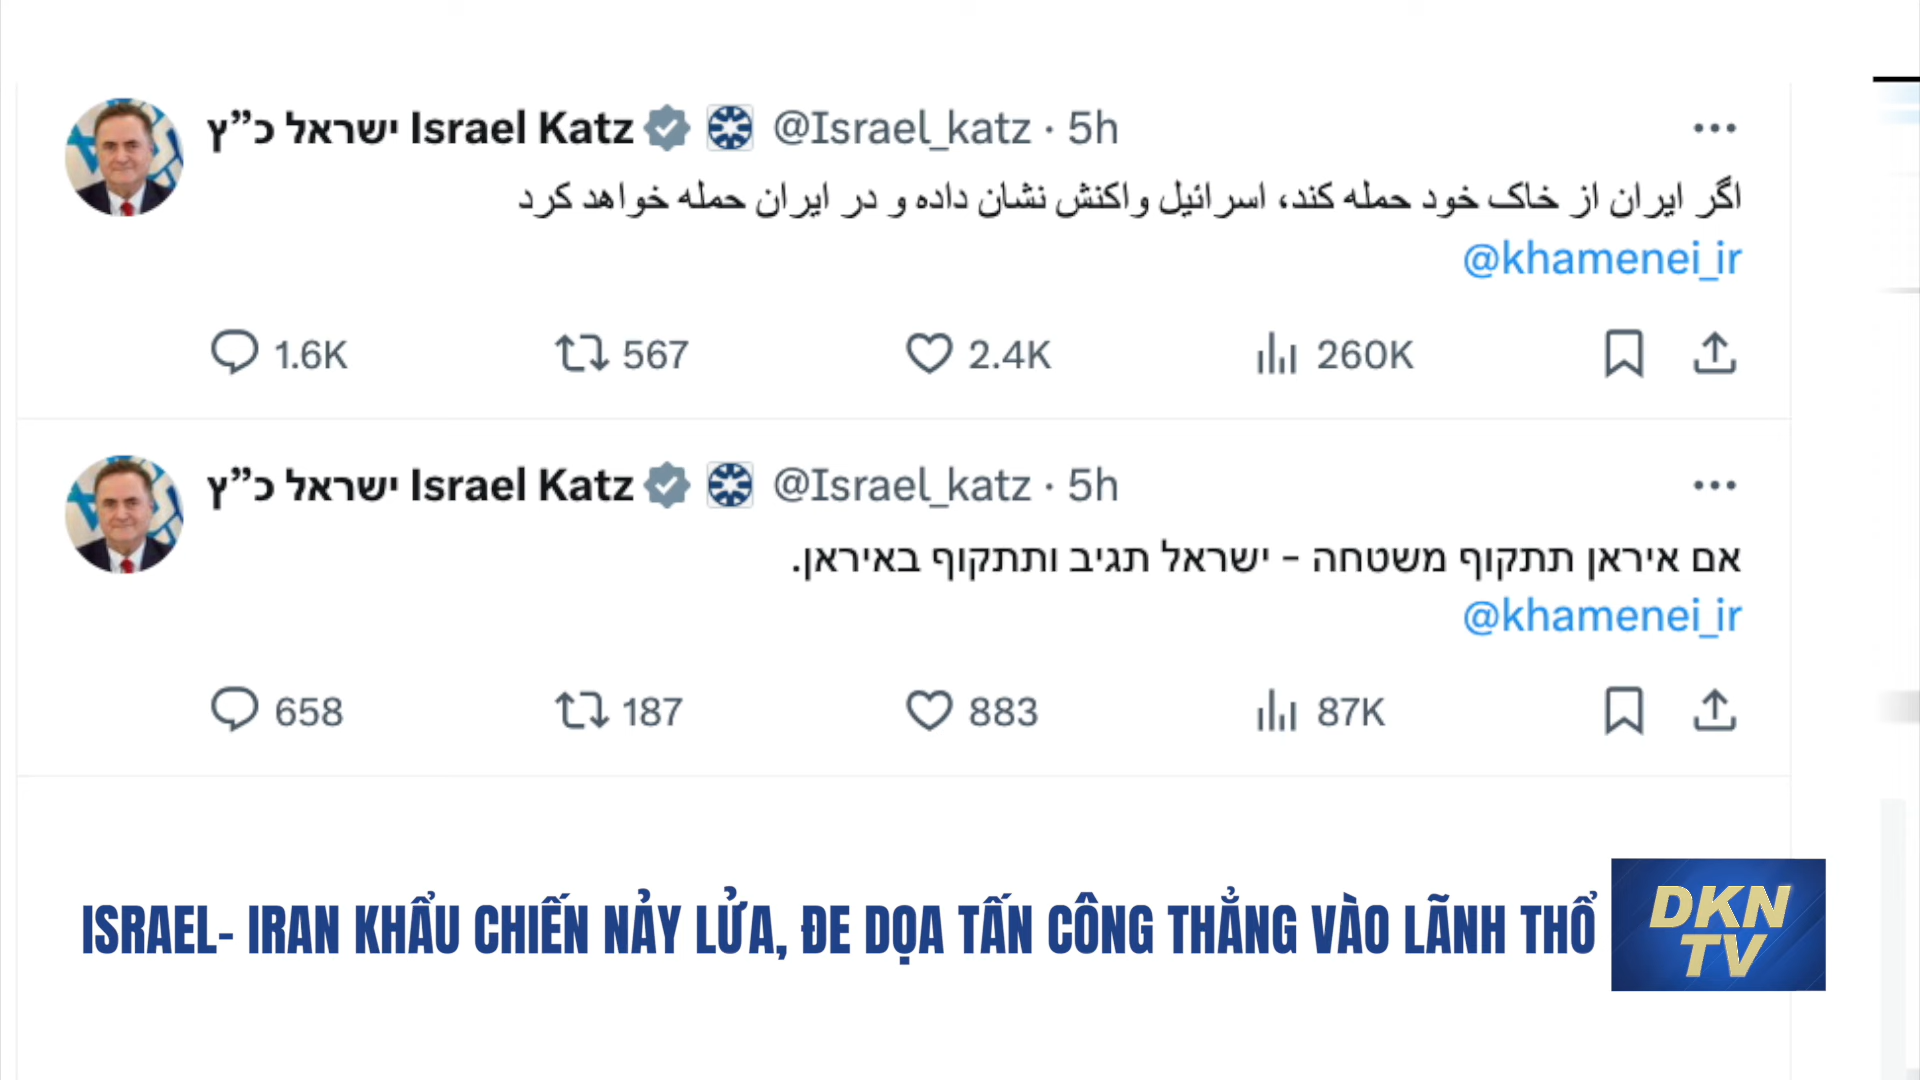 ישראל כ”ץ Israel Katz @Israel_katz · 5h
اگر ایران از خاک خود حمله کند، اسرائیل واکنش نشان داده و در ایران حمله خواهد کرد
@khamenei_ir
1.6K 567 2.4K 260K
ישראל כ”ץ Israel Katz @Israel_katz · 5h
אם איראן תתקוף משטחה - ישראל תגיב ותתקוף באיראן.
@khamenei_ir
658 187 883 87K
ISRAEL- IRAN KHẨU CHIẾN NẢY LỬA, ĐE DỌA TẤN CÔNG THẲNG VÀO LÃNH THỔ
DKN
TV